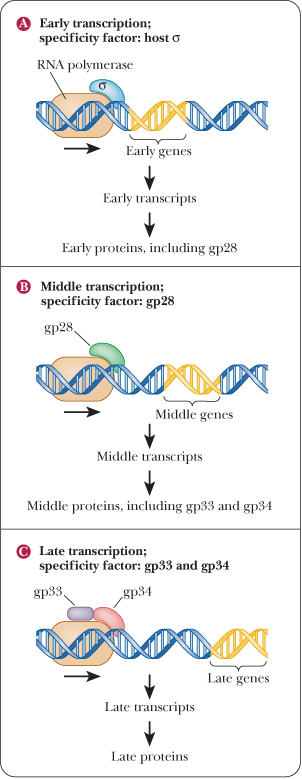 A Early transcription;
specificity factor: host σ
RNA polymerase
σ
Early genes
Early transcripts
Early proteins, including gp28
B Middle transcription;
specificity factor: gp28
gp28
Middle genes
Middle transcripts
Middle proteins, including gp33 and gp34
C Late transcription;
specificity factor: gp33 and gp34
gp33 gp34
Late genes
Late transcripts
Late proteins